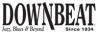 DOWNBEAT
Jazz, Blues & Beyond Since 1934